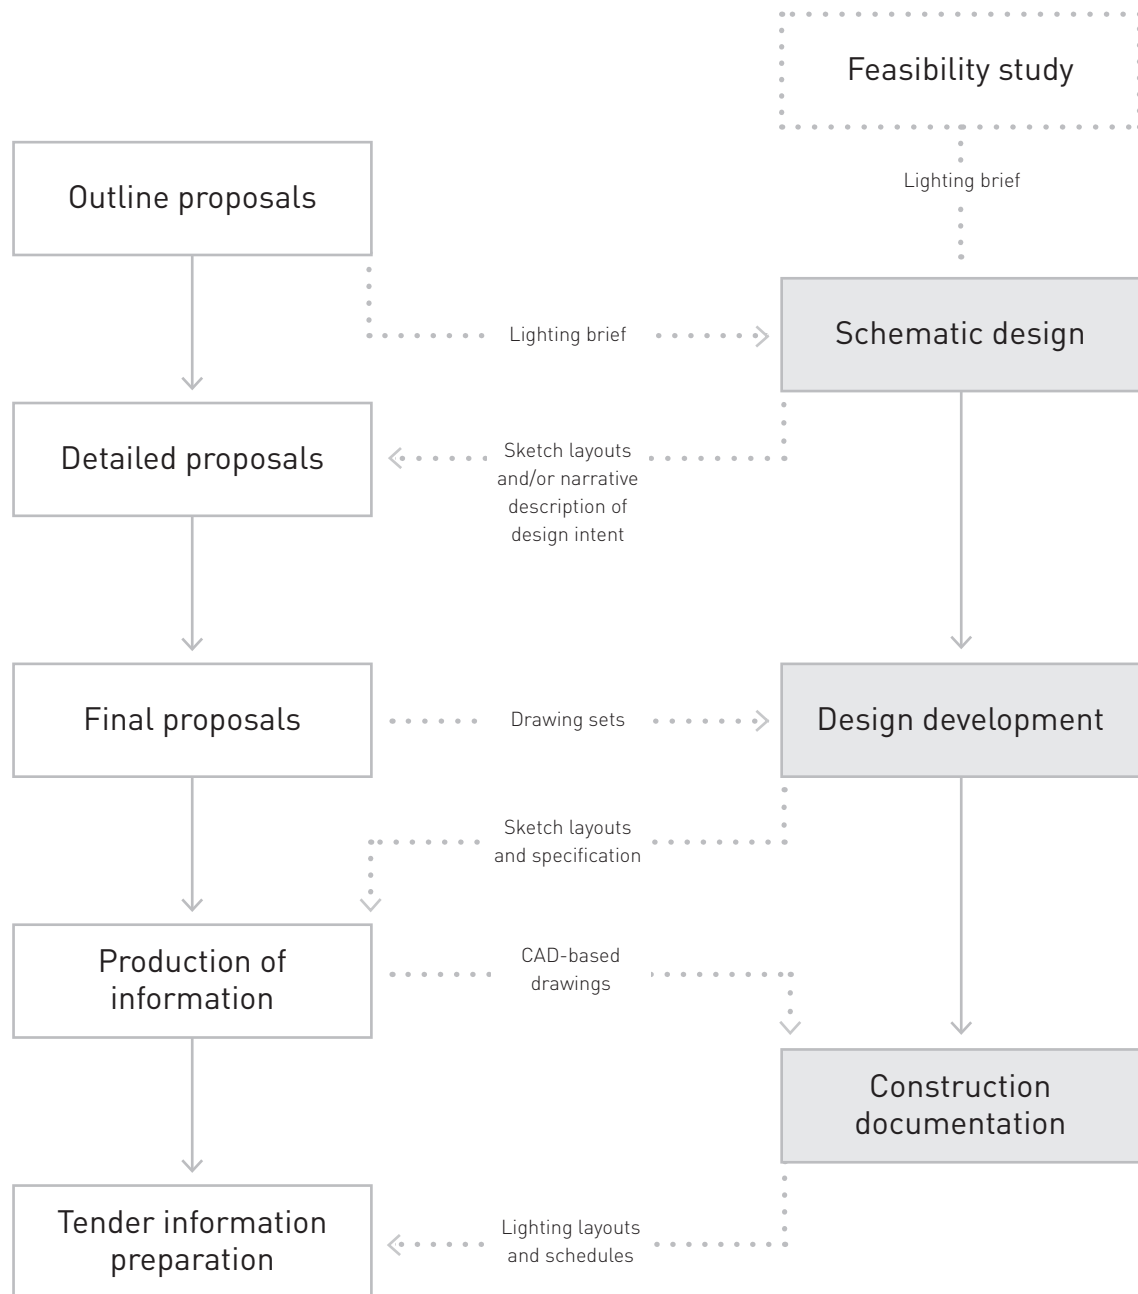 Feasibility study
Lighting brief
Outline proposals
Lighting brief
Schematic design
Detailed proposals
Sketch layouts
and/or narrative
description of
design intent
Final proposals
Drawing sets
Design development
Sketch layouts
and specification
Production of
information
CAD-based
drawings
Construction
documentation
Tender information
preparation
Lighting layouts
and schedules